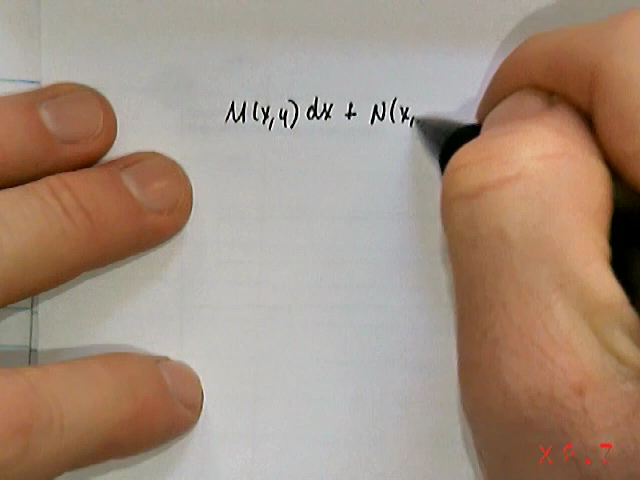 M(x,y) dx + N(x,